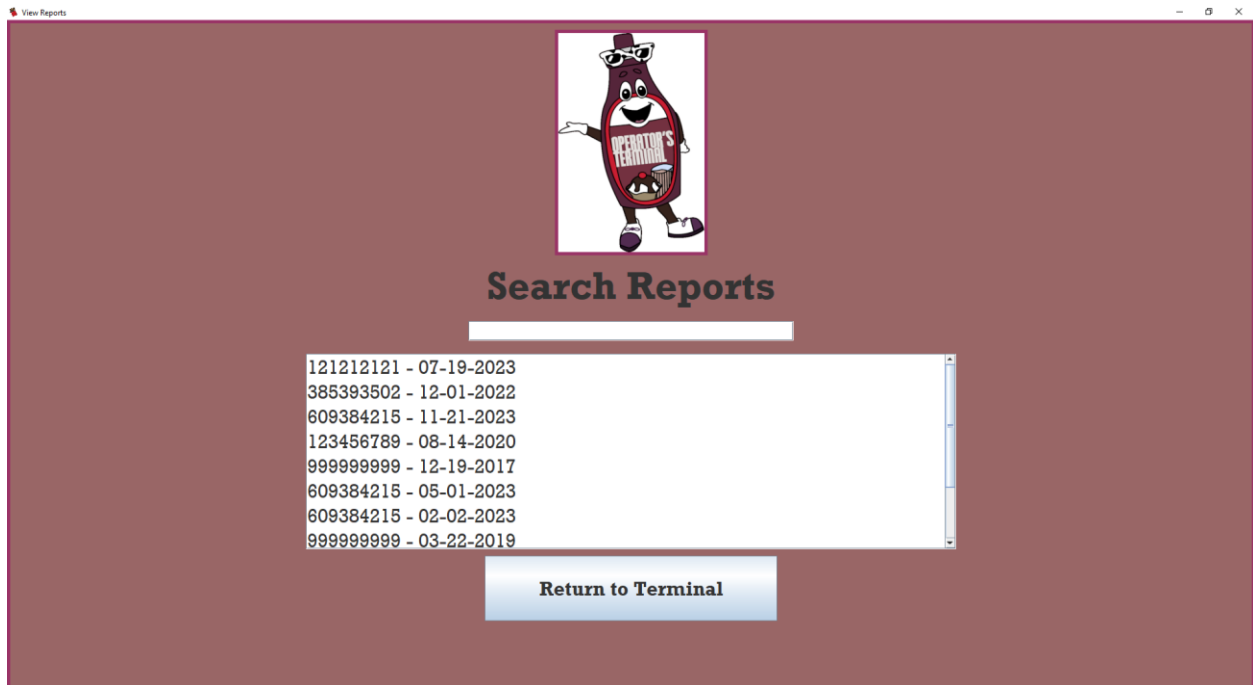 View Reports
OPERATOR'S
TERMINAL
Search Reports
121212121 - 07-19-2023
385393502 - 12-01-2022
609384215 - 11-21-2023
123456789 - 08-14-2020
999999999 - 12-19-2017
609384215 - 05-01-2023
609384215 - 02-02-2023
999999999 - 03-22-2019
Return to Terminal